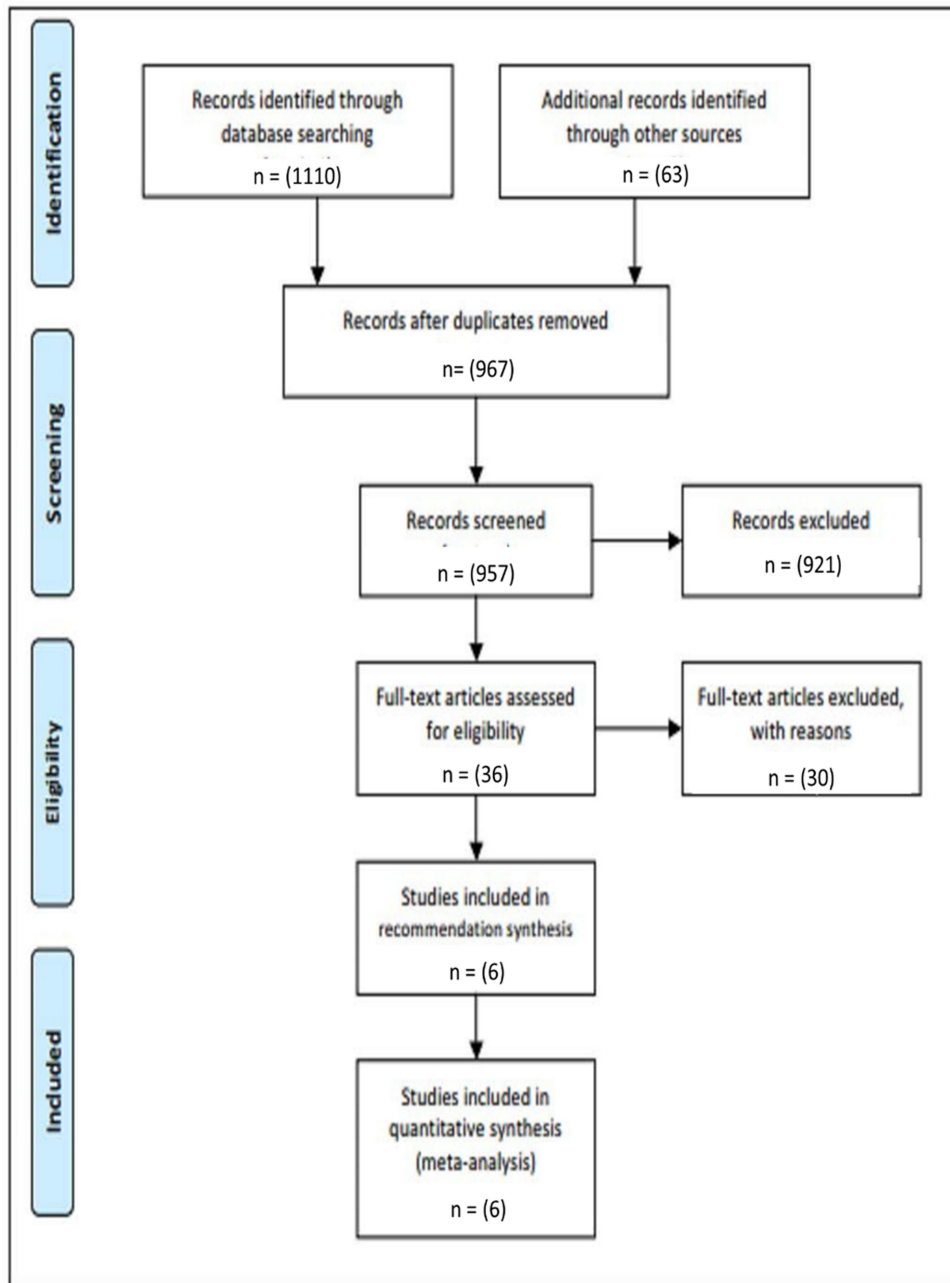 Identification
Records identified through
database searching
n = (1110)
Additional records identified
through other sources
n = (63)
Records after duplicates removed
n= (967)
Screening
Records screened
n = (957)
Records excluded
n = (921)
Eligibility
Full-text articles assessed
for eligibility
n = (36)
Full-text articles excluded,
with reasons
n = (30)
Studies included in
recommendation synthesis
n = (6)
Included
Studies included in
quantitative synthesis
(meta-analysis)
n = (6)